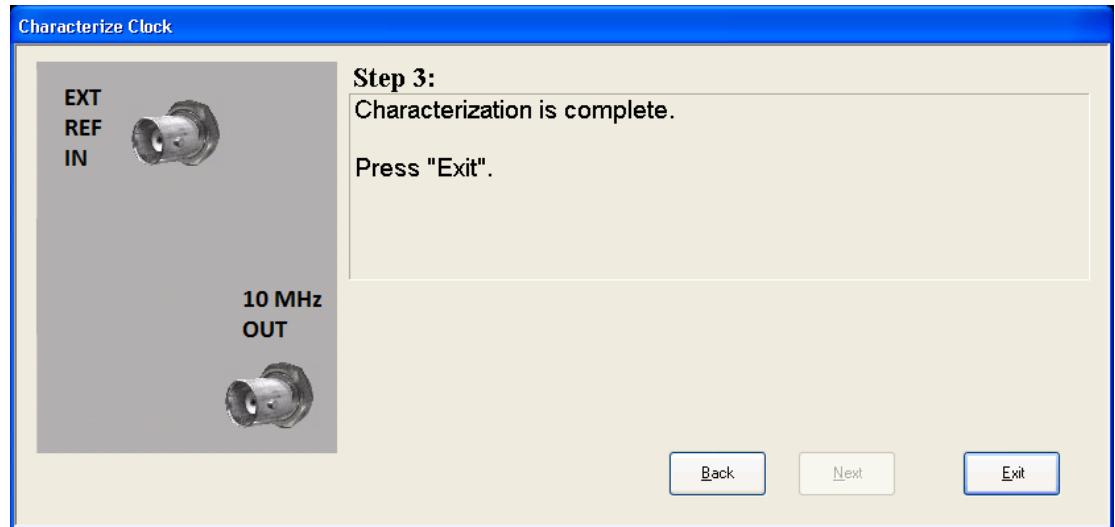 Characterize Clock
EXT
REF
IN
10 MHz
OUT
Step 3:
Characterization is complete.
Press "Exit".
Back
Next
Exit